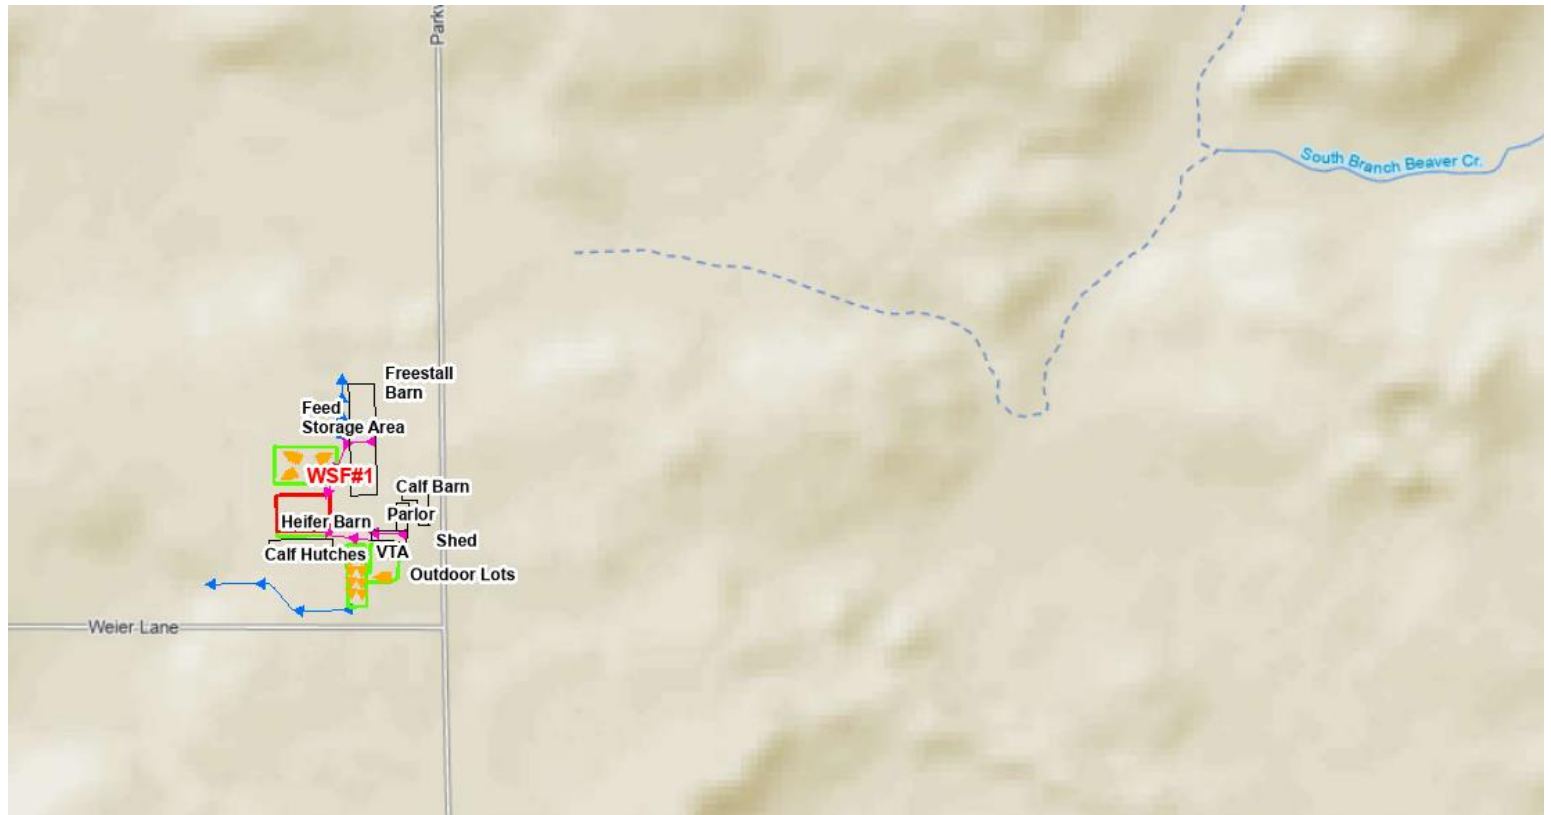 South Branch Beaver Cr.
Freestall
Barn
Feed
Storage Area
WSF#1
Calf Barn
Parlor
Heifer Barn
Shed
Calf Hutches
VTA
Outdoor Lots
Weier Lane